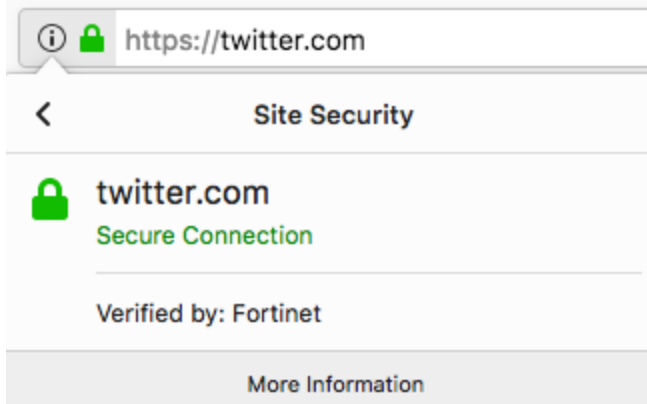 https://twitter.com
Site Security
twitter.com
Secure Connection
Verified by: Fortinet
More Information